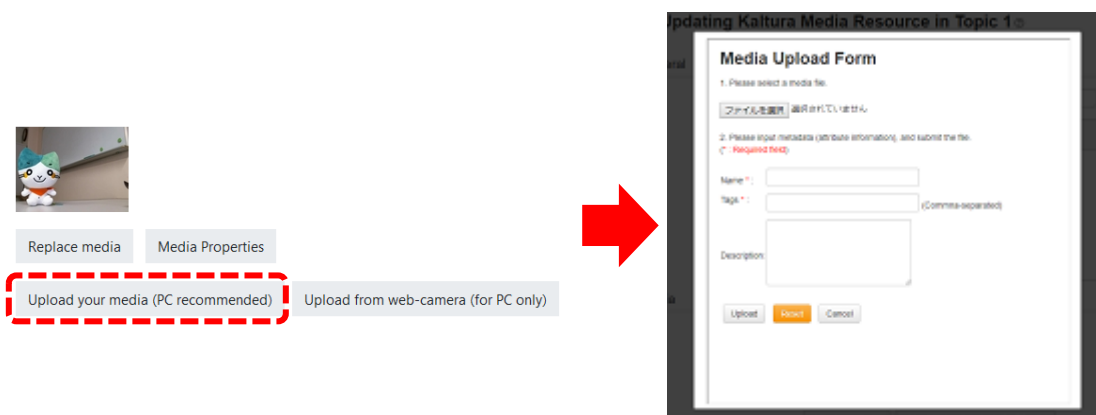 Replace media
Media Properties
Upload your media (PC recommended)
Upload from web-camera (for PC only)
Updating Kaltura Media Resource in Topic 1
Media Upload Form
1. Please select a media file.
ファイルを選択 選択されていません
2. Please input metadata (attribute information), and submit the file.
(* : Required field)
Name * :
Tags * :
(Comma-separated)
Description:
Upload
Reset
Cancel